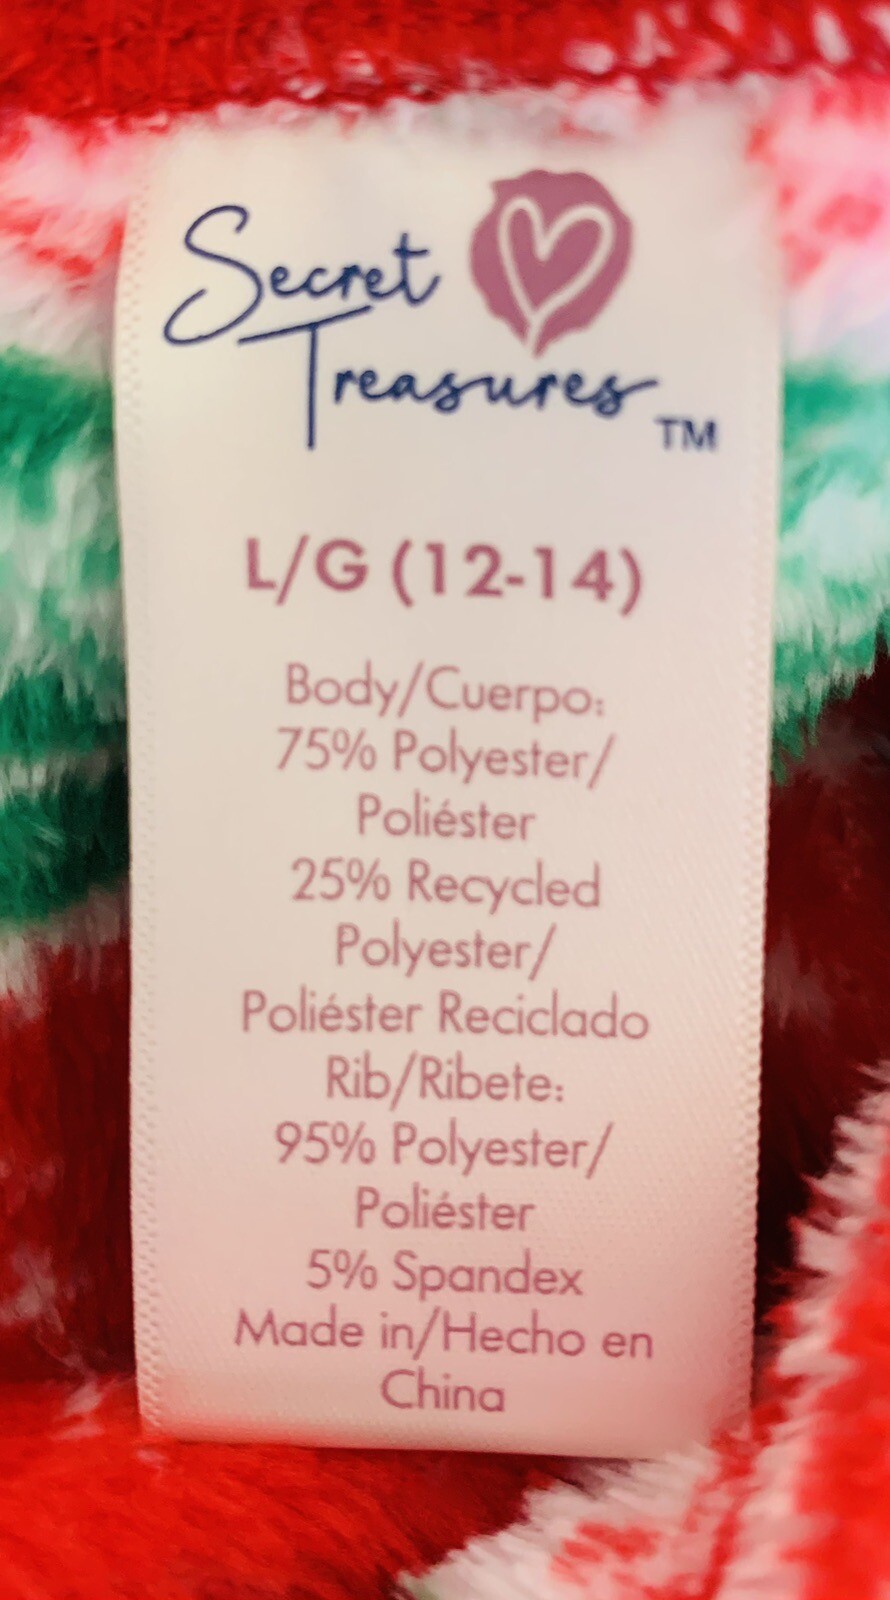 Secret
Treasures TM
L/G (12-14)
Body/Cuerpo:
75% Polyester/
Poliéster
25% Recycled
Polyester/
Poliéster Reciclado
Rib/Ribete:
95% Polyester/
Poliéster
5% Spandex
Made in/Hecho en
China